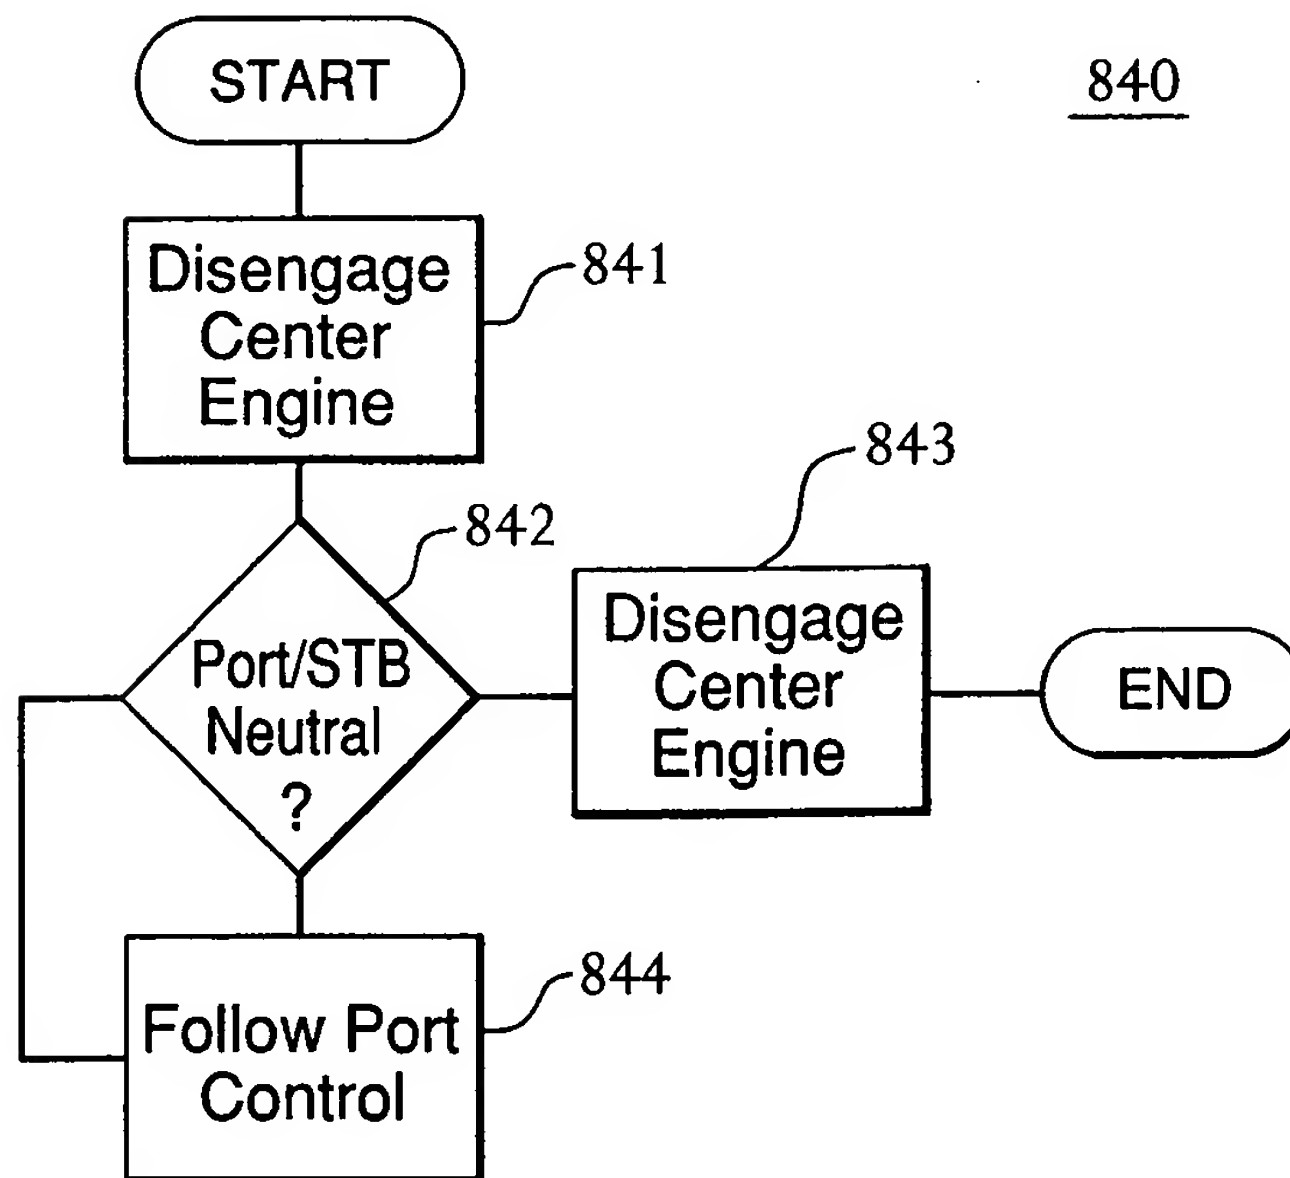 START
840
Disengage
Center
Engine
841
842
843
Port/STB
Neutral
?
Disengage
Center
Engine
END
844
Follow Port
Control